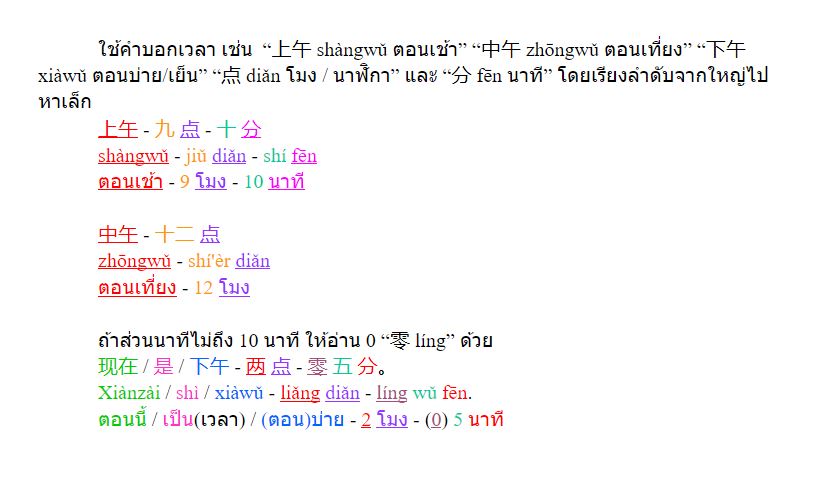 ใช้คำบอกเวลา เช่น “上午 shàngwǔ ตอนเช้า” “中午 zhōngwǔ ตอนเที่ยง” “下午
xiàwǔ ตอนบ่าย/เย็น” “点 diǎn โมง / นาฬิกา” และ “分 fēn นาที” โดยเรียงลำดับจากใหญ่ไป
หาเล็ก
上午 - 九 点 - 十 分
shàngwǔ - jiǔ diǎn - shí fēn
ตอนเช้า - 9 โมง - 10 นาที
中午 - 十二 点
zhōngwǔ - shí'èr diǎn
ตอนเที่ยง - 12 โมง
ถ้าส่วนนาทีไม่ถึง 10 นาที ให้อ่าน 0 “零 líng” ด้วย
现在 / 是 / 下午 - 两 点 - 零 五 分。
Xiànzài / shì / xiàwǔ - liǎng diǎn - líng wǔ fēn.
ตอนนี้ / เป็น(เวลา) / (ตอน)บ่าย - 2 โมง - (0) 5 นาที